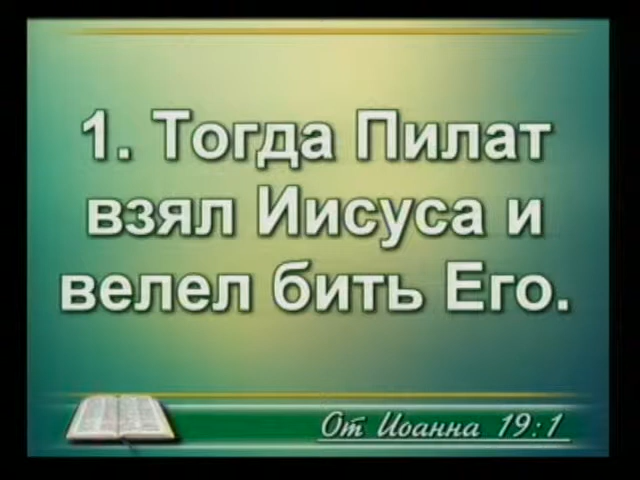 1. Тогда Пилат
взял Иисуса и
велел бить Его.
От Иоанна 19:1